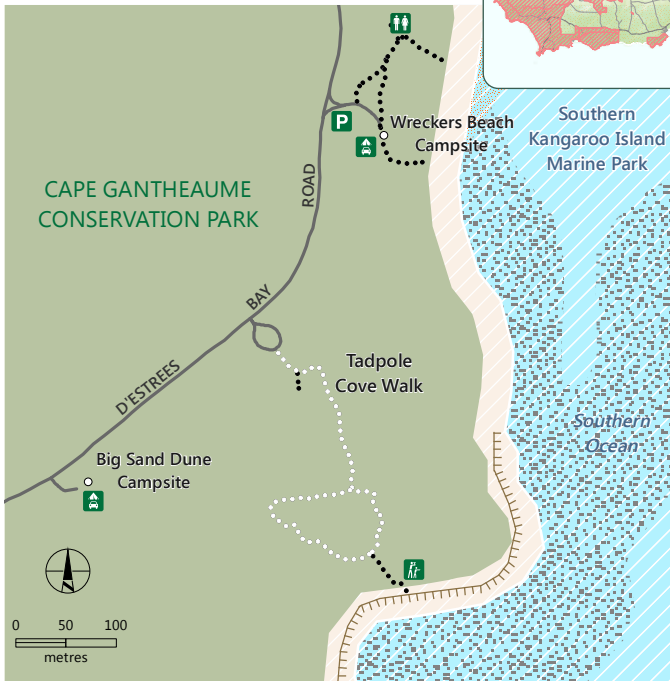 P
Wreckers Beach
Campsite
Southern
Kangaroo Island
Marine Park
CAPE GANTHEAUME
CONSERVATION PARK
D'ESTREES BAY ROAD
Tadpole
Cove Walk
Southern
Ocean
Big Sand Dune
Campsite
0 50 100
metres